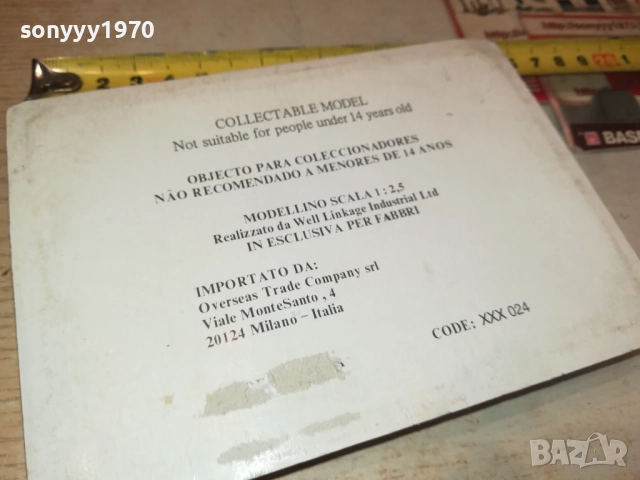 sonyyy1970
COLLECTABLE MODEL
Not suitable for people under 14 years old
OBJECTO PARA COLECCIONADORES
NÃO RECOMENDADO A MENORES DE 14 ANOS
MODELLINO SCALA 1 : 2,5
Realizzato da Well Linkage Industrial Ltd
IN ESCLUSIVA PER FABBRI
IMPORTATO DA:
Overseas Trade Company srl
Viale MonteSanto , 4
20124 Milano – Italia
CODE: XXX 024
BASI
BAZAR